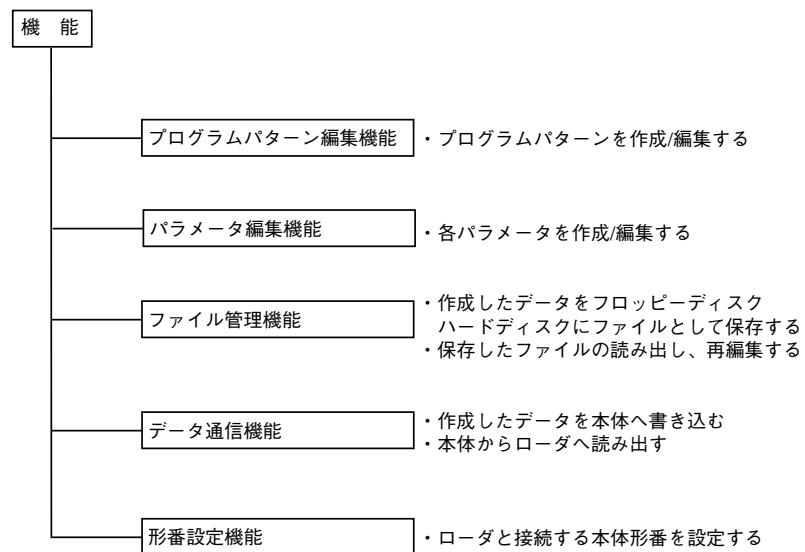 機 能
プログラムパターン編集機能
・プログラムパターンを作成/編集する
パラメータ編集機能
・各パラメータを作成/編集する
ファイル管理機能
・作成したデータをフロッピーディスク
ハードディスクにファイルとして保存する
・保存したファイルの読み出し、再編集する
データ通信機能
・作成したデータを本体へ書き込む
・本体からローダへ読み出す
形番設定機能
・ローダと接続する本体形番を設定する